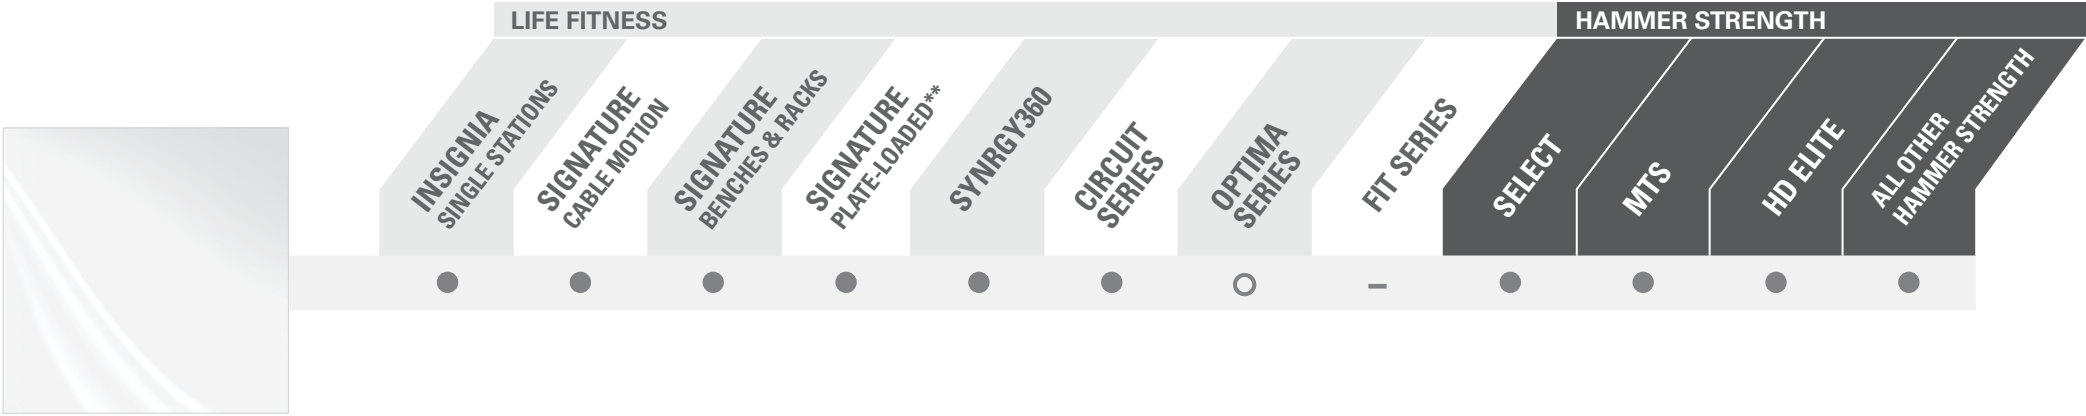 LIFE FITNESS
HAMMER STRENGTH
INSIGNIA
SINGLE STATIONS
SIGNATURE
CABLE MOTION
SIGNATURE
BENCHES & RACKS
SIGNATURE
PLATE-LOADED**
SYNRGY360
CIRCUIT
SERIES
OPTIMA
SERIES
FIT SERIES
SELECT
MTS
HD ELITE
ALL OTHER
HAMMER STRENGTH
–